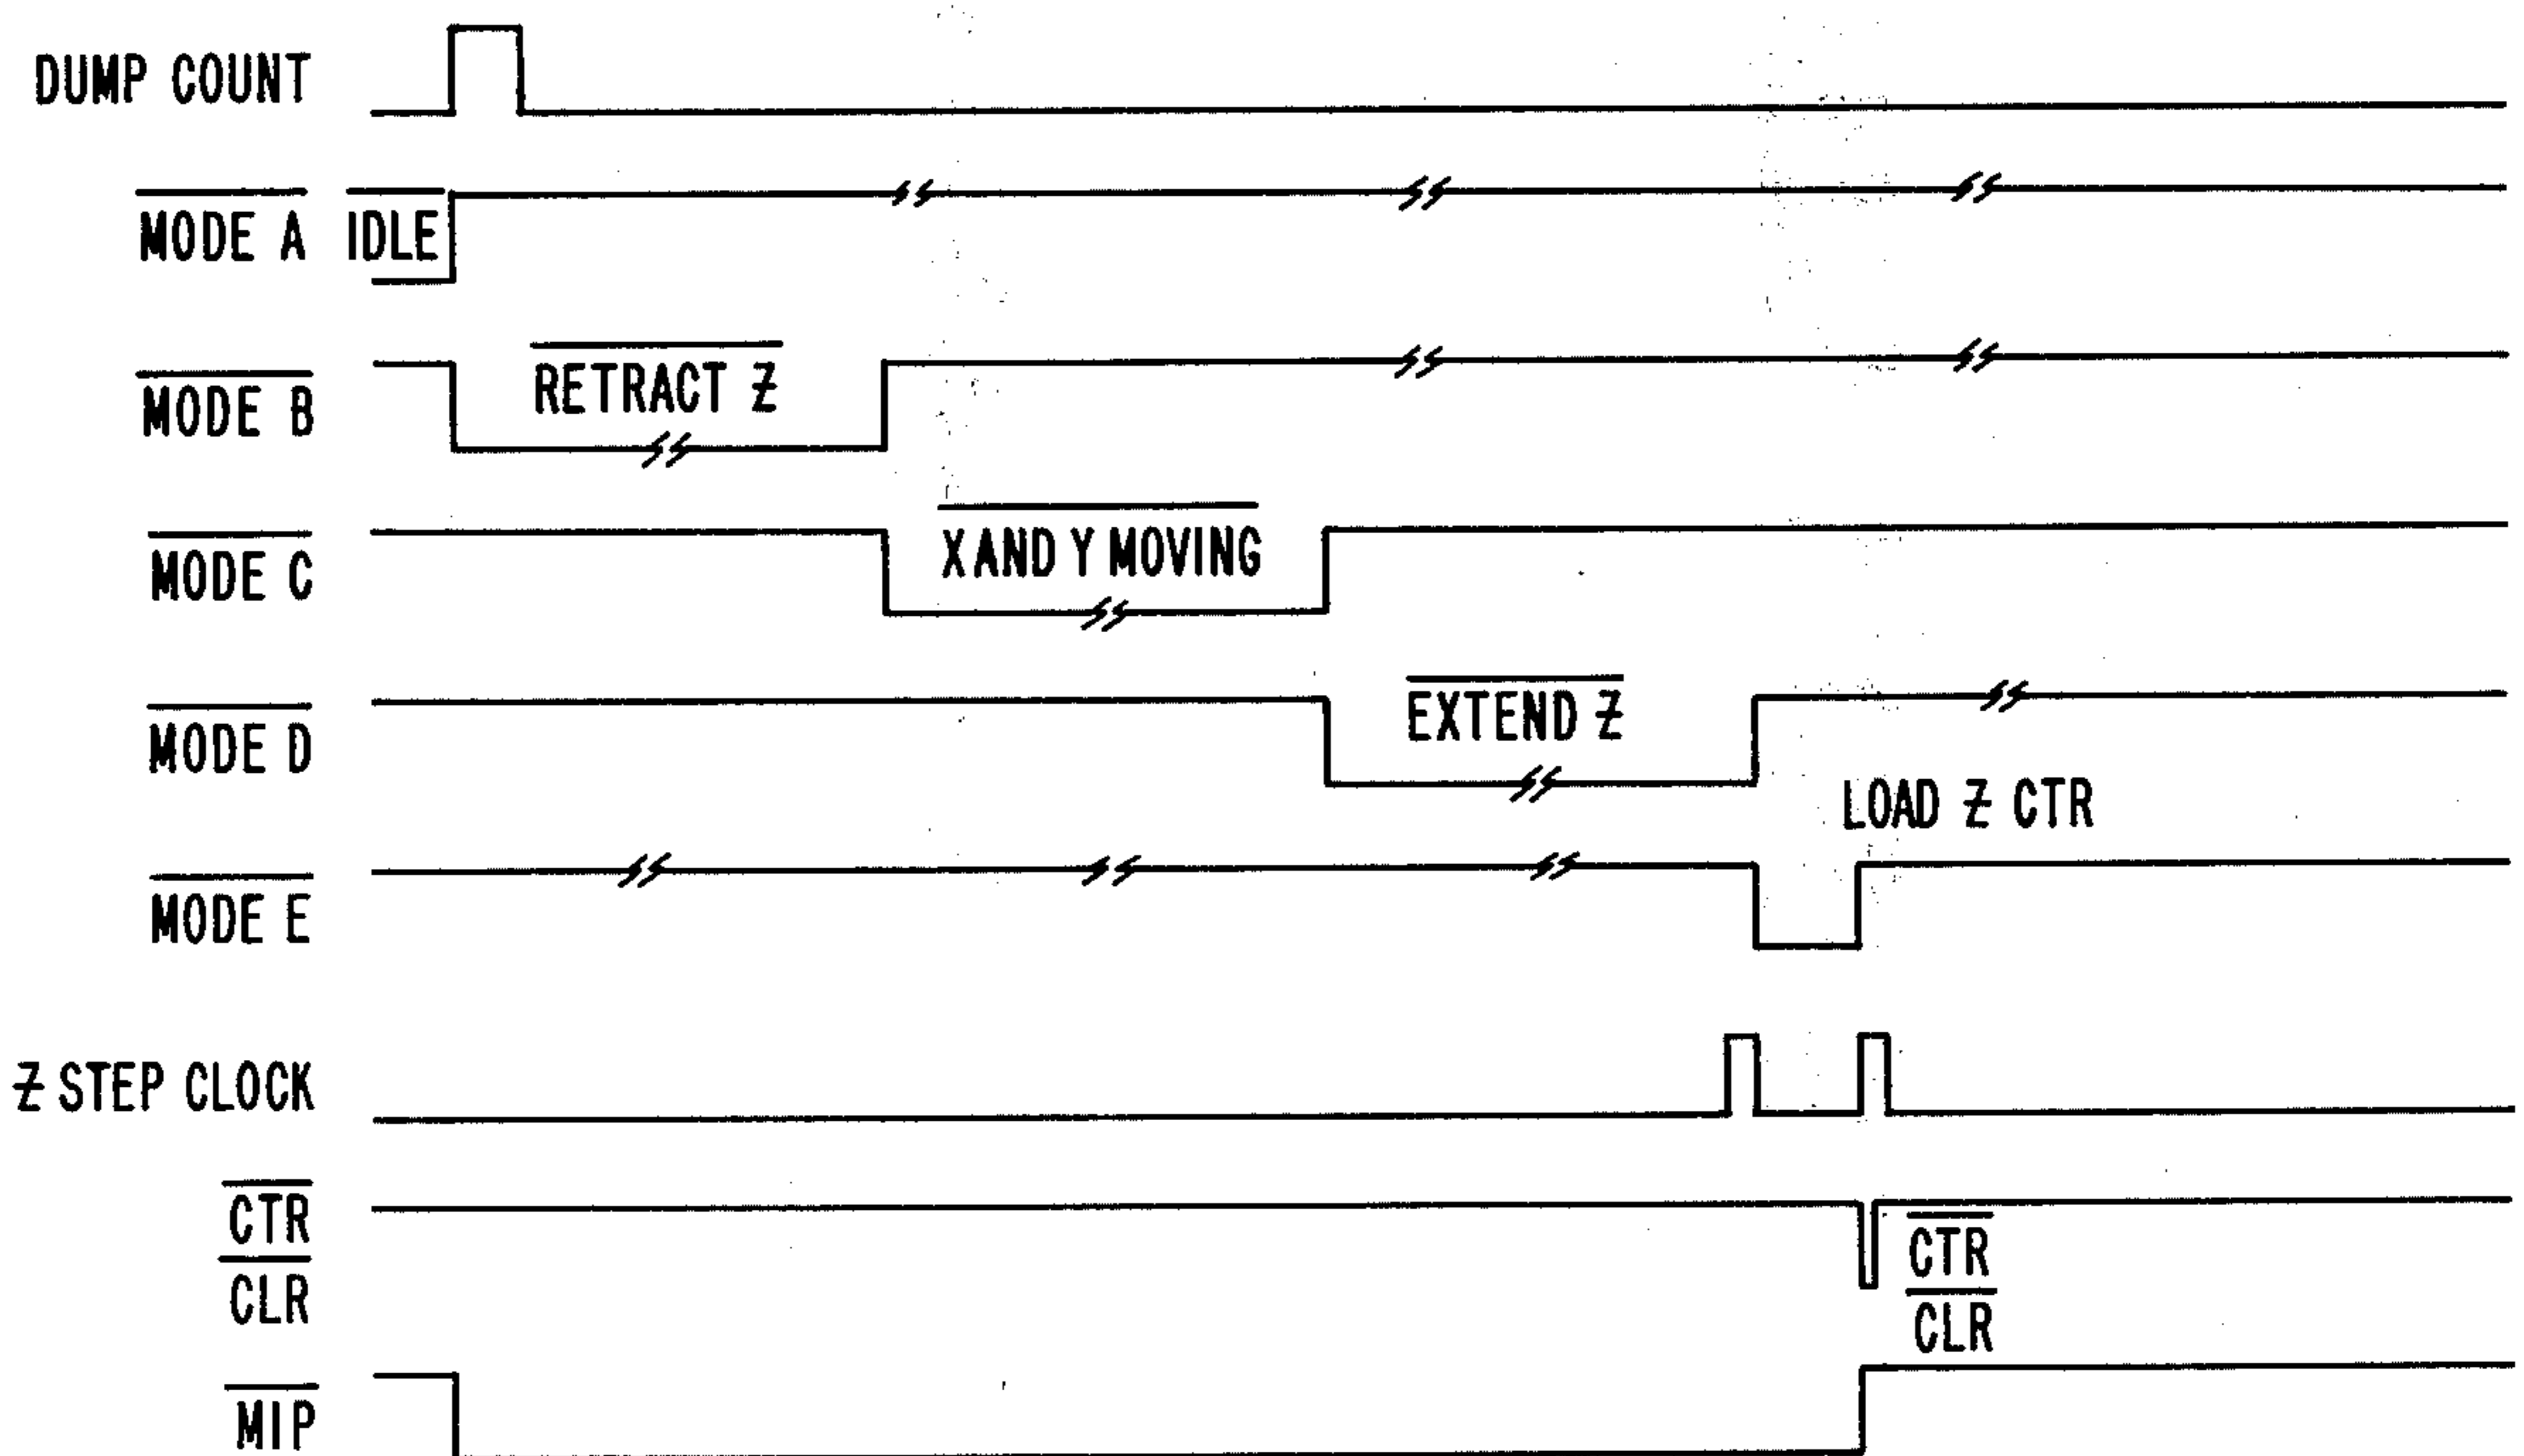 DUMP COUNT
MODE A IDLE
MODE B RETRACT Z
MODE C X AND Y MOVING
MODE D EXTEND Z
LOAD Z CTR
MODE E
Z STEP CLOCK
CTR
CLR
CTR
CLR
MIP